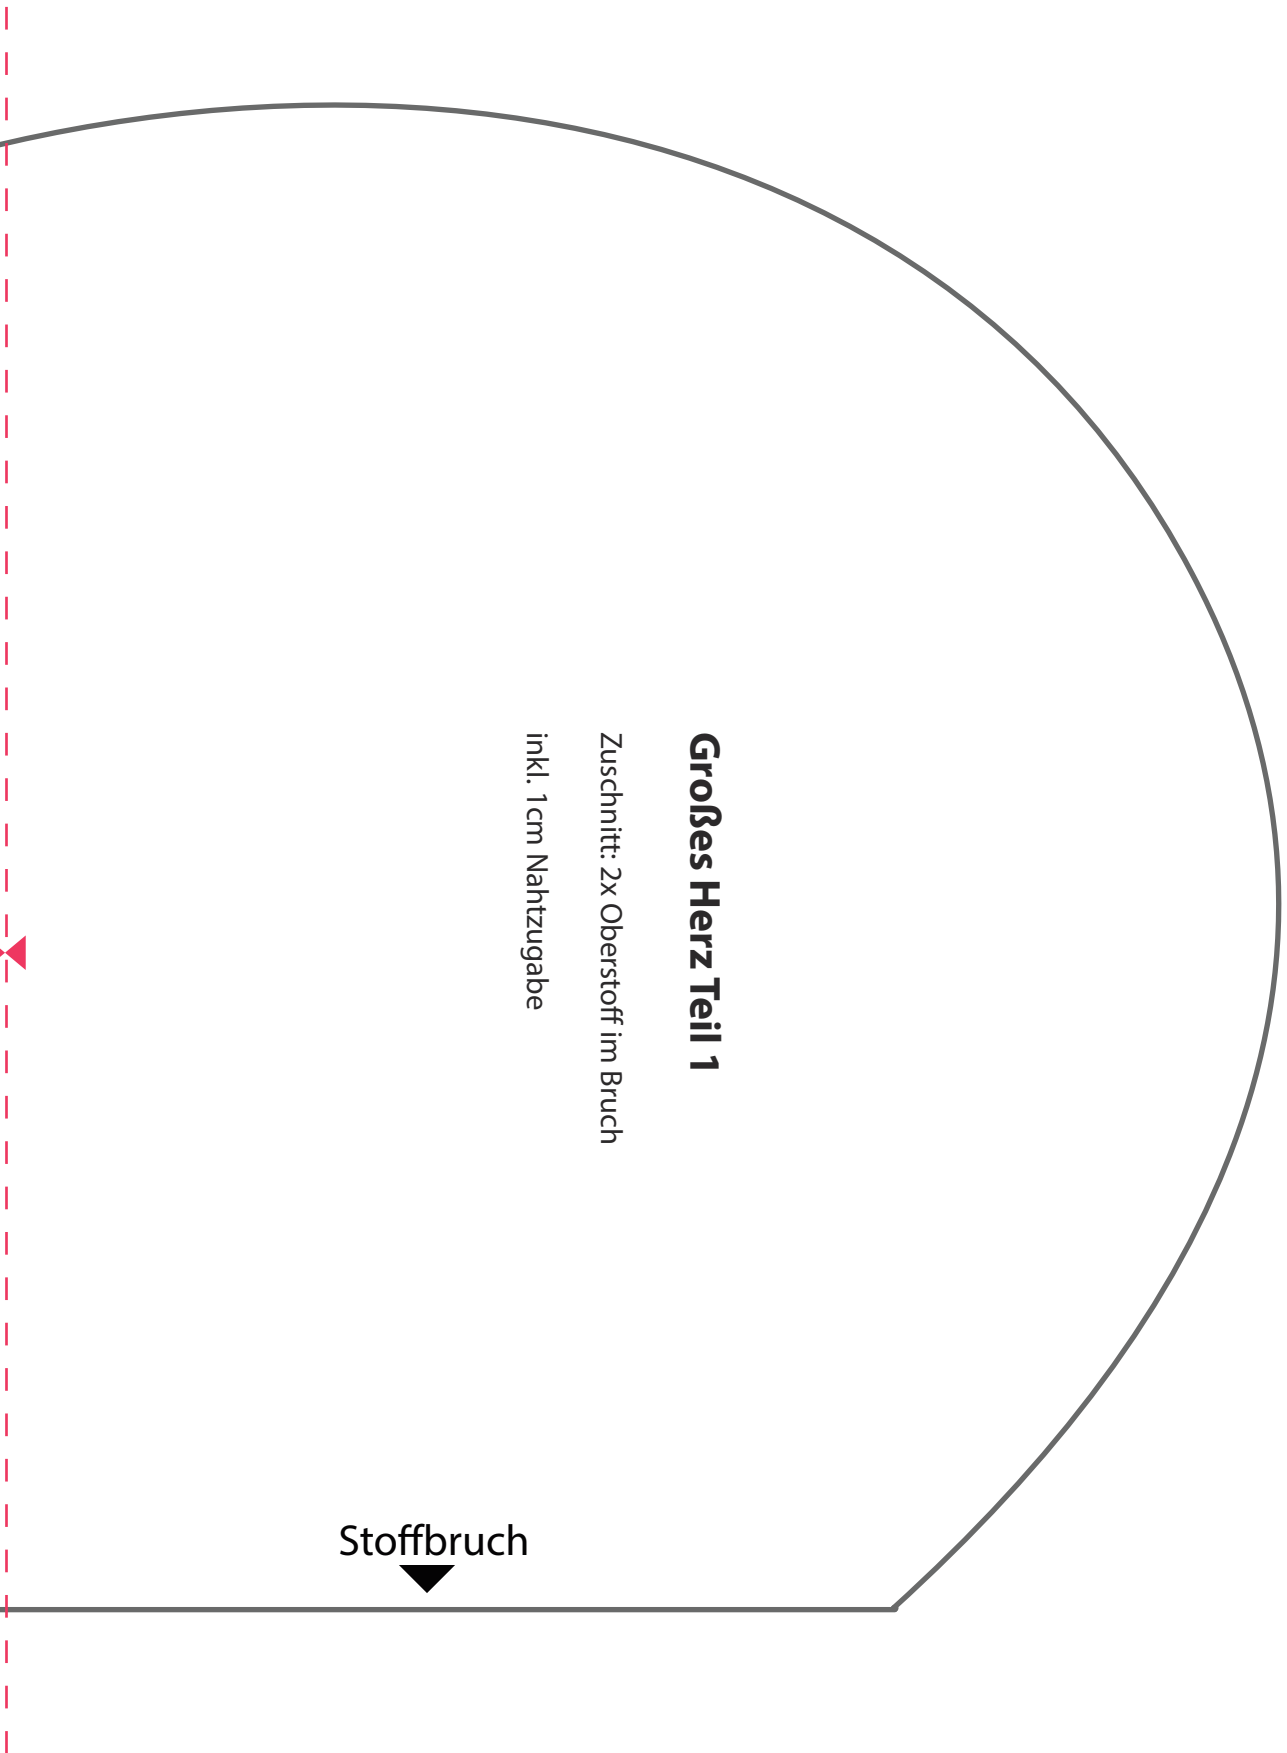 Großes Herz Teil 1
Zuschnitt: 2x Oberstoff im Bruch
inkl. 1cm Nahtzugabe
Stoffbruch